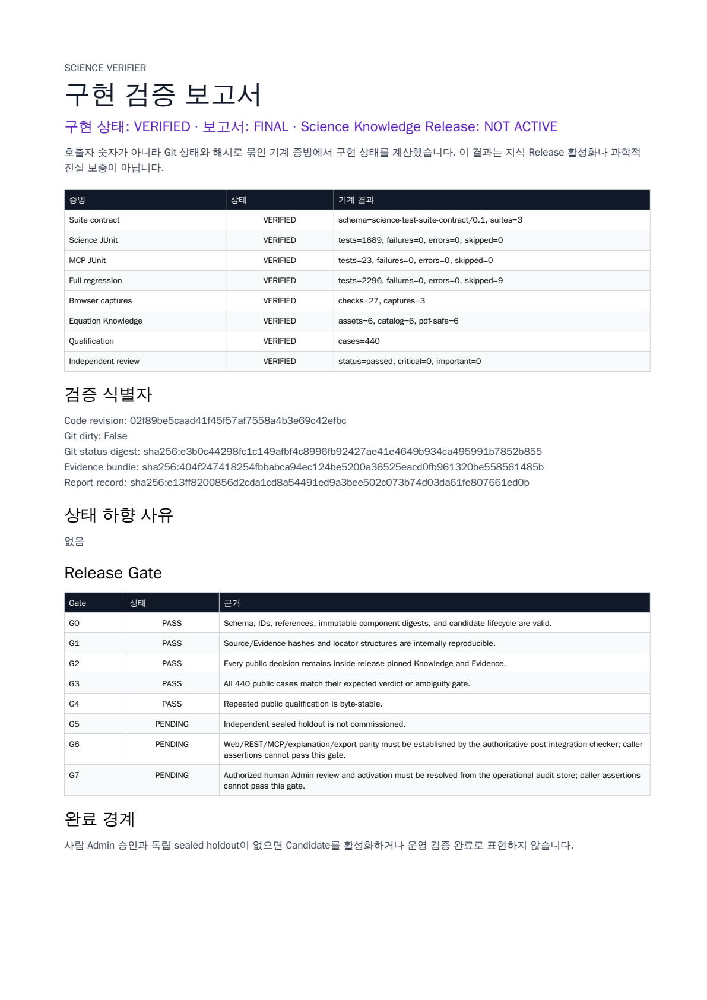 SCIENCE VERIFIER
구현 검증 보고서
구현 상태: VERIFIED · 보고서: FINAL · Science Knowledge Release: NOT ACTIVE
호출자 숫자가 아니라 Git 상태와 해시로 묶인 기계 증빙에서 구현 상태를 계산했습니다. 이 결과는 지식 Release 활성화나 과학적
진실 보증이 아닙니다.
증빙 상태 기계 결과
Suite contract VERIFIED schema=science-test-suite-contract/0.1, suites=3
Science JUnit VERIFIED tests=1689, failures=0, errors=0, skipped=0
MCP JUnit VERIFIED tests=23, failures=0, errors=0, skipped=0
Full regression VERIFIED tests=2296, failures=0, errors=0, skipped=9
Browser captures VERIFIED checks=27, captures=3
Equation Knowledge VERIFIED assets=6, catalog=6, pdf-safe=6
Qualification VERIFIED cases=440
Independent review VERIFIED status=passed, critical=0, important=0
검증 식별자
Code revision: 02f89be5caad41f45f57af7558a4b3e69c42efbc
Git dirty: False
Git status digest: sha256:e3b0c44298fc1c149afbf4c8996fb92427ae41e4649b934ca495991b7852b855
Evidence bundle: sha256:404f247418254fbbabca94ec124be5200a36525eacd0fb961320be558561485b
Report record: sha256:e13ff8200856d2cda1cd8a54491ed9a3bee502c073b74d03da61fe807661ed0b
상태 하향 사유
없음
Release Gate
Gate 상태 근거
G0 PASS Schema, IDs, references, immutable component digests, and candidate lifecycle are valid.
G1 PASS Source/Evidence hashes and locator structures are internally reproducible.
G2 PASS Every public decision remains inside release-pinned Knowledge and Evidence.
G3 PASS All 440 public cases match their expected verdict or ambiguity gate.
G4 PASS Repeated public qualification is byte-stable.
G5 PENDING Independent sealed holdout is not commissioned.
G6 PENDING Web/REST/MCP/explanation/export parity must be established by the authoritative post-integration checker; caller
assertions cannot pass this gate.
G7 PENDING Authorized human Admin review and activation must be resolved from the operational audit store; caller assertions
cannot pass this gate.
완료 경계
사람 Admin 승인과 독립 sealed holdout이 없으면 Candidate를 활성화하거나 운영 검증 완료로 표현하지 않습니다.